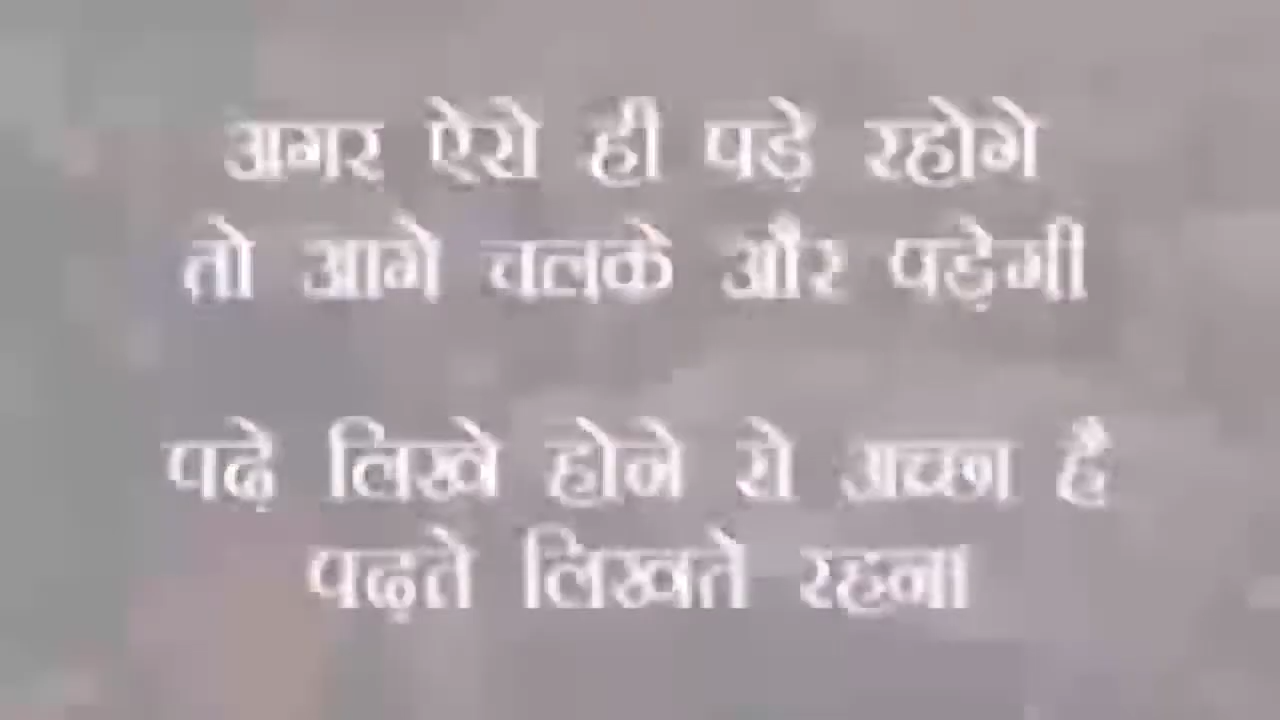 अगर ऐसे ही पड़े रहोगे
तो आगे चलके और पड़ेगी
पढ़े लिखे होने से अच्छा है
पढ़ते लिखते रहना